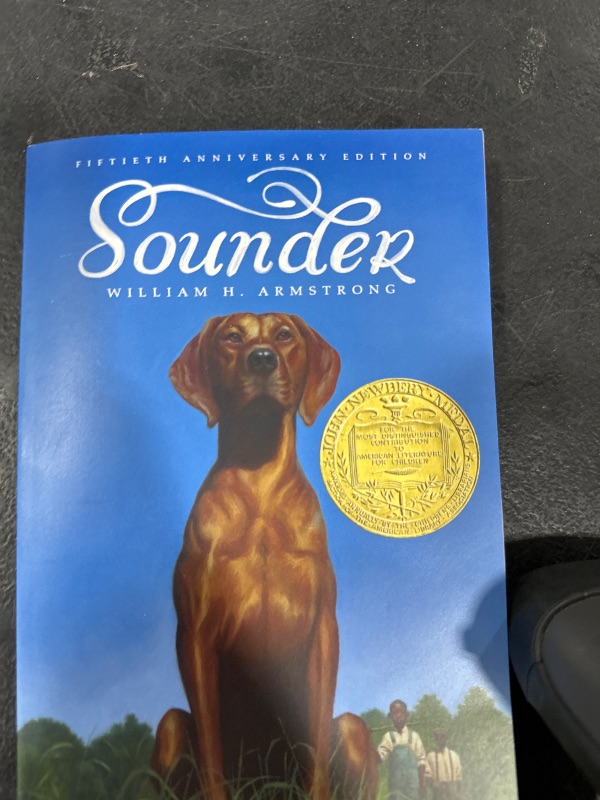 FIFTIETH ANNIVERSARY EDITION
Sounder
WILLIAM H. ARMSTRONG
JOHN NEWBERY MEDAL
FOR THE
MOST DISTINGUISHED
CONTRIBUTION
TO
AMERICAN LITERATURE
FOR CHILDREN